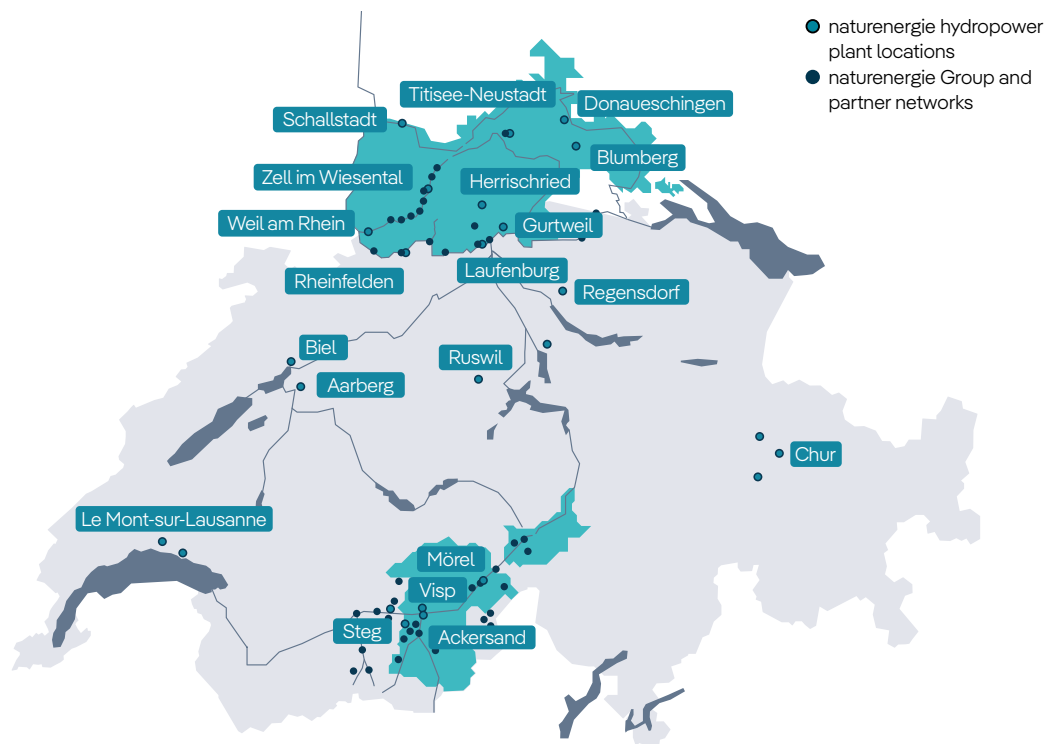 naturenergie hydropower
plant locations
naturenergie Group and
partner networks
Titisee-Neustadt
Donaueschingen
Schallstadt
Blumberg
Zell im Wiesental
Herrischried
Weil am Rhein
Gurtweil
Laufenburg
Rheinfelden
Regensdorf
Biel
Ruswil
Aarberg
Chur
Le Mont-sur-Lausanne
Mörel
Visp
Steg
Ackersand